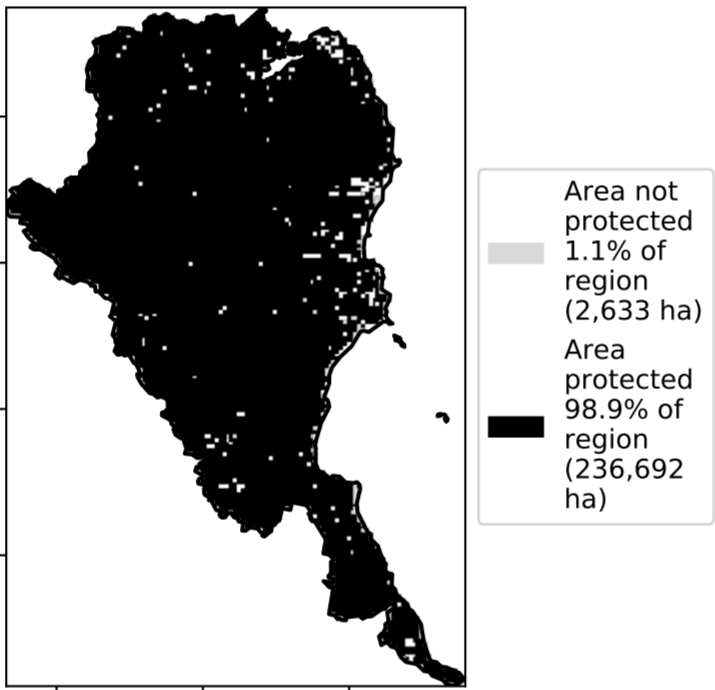 Area not
protected
1.1% of
region
(2,633 ha)
Area
protected
98.9% of
region
(236,692
ha)